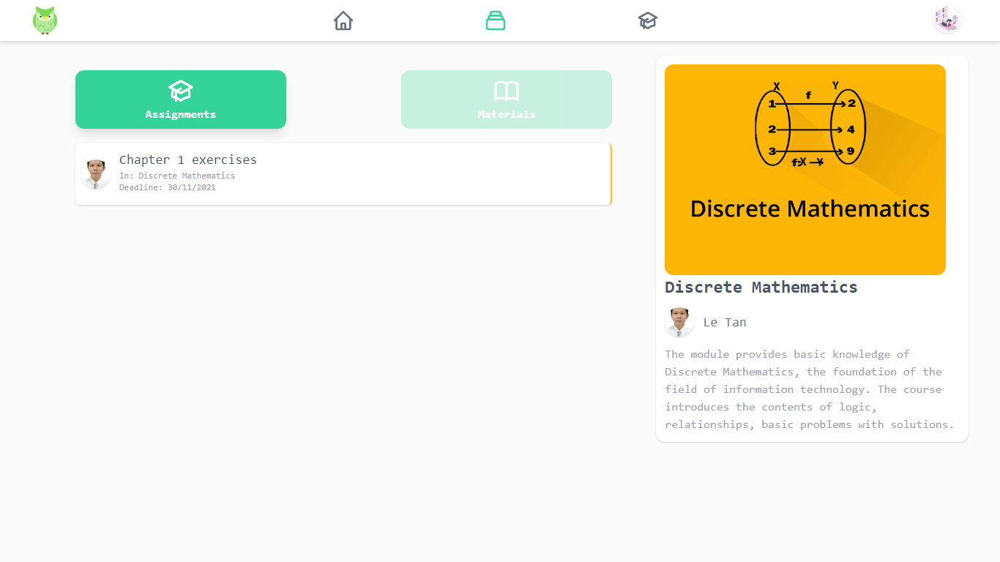 Assignments
Materials
Chapter 1 exercises
In: Discrete Mathematics
Deadline: 30/11/2021
X Y
f
1 2
2 4
3 9
f: X → Y
Discrete Mathematics
Discrete Mathematics
Le Tan
The module provides basic knowledge of
Discrete Mathematics, the foundation of the
field of information technology. The course
introduces the contents of logic,
relationships, basic problems with solutions.